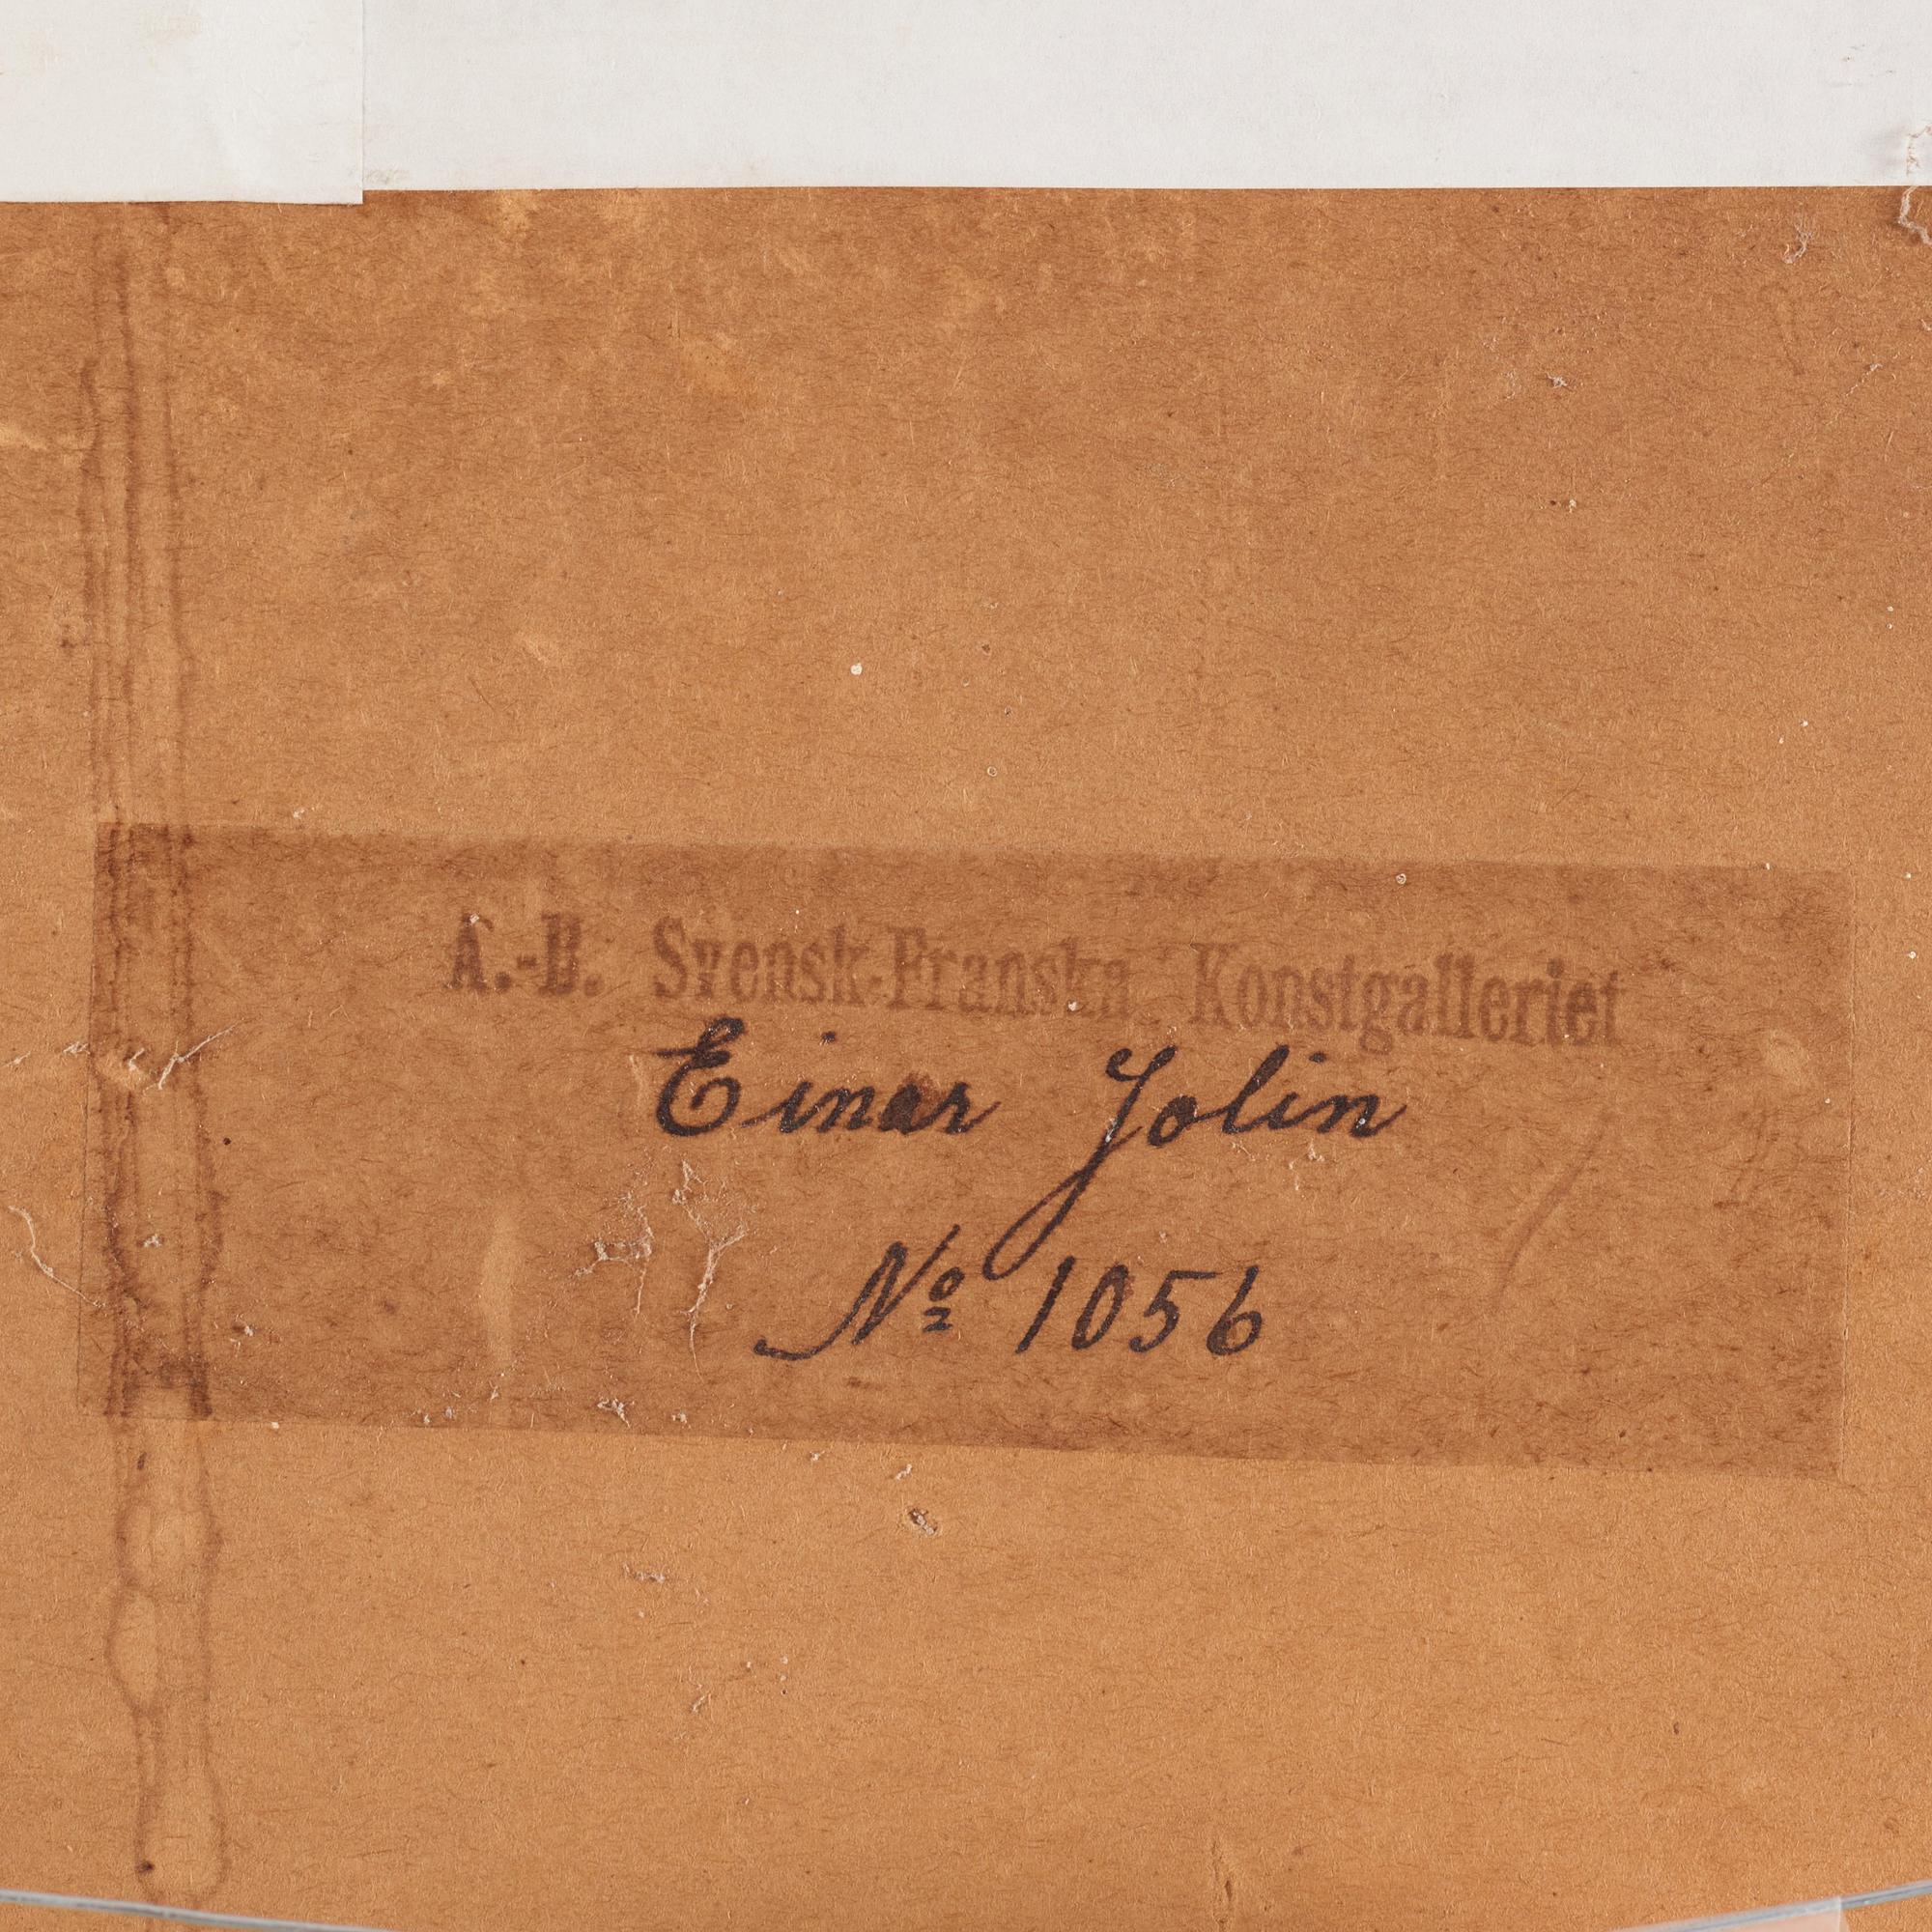 A.-B. Svensk-Franska Konstgalleriet
Einar Jolin
Nº 1056